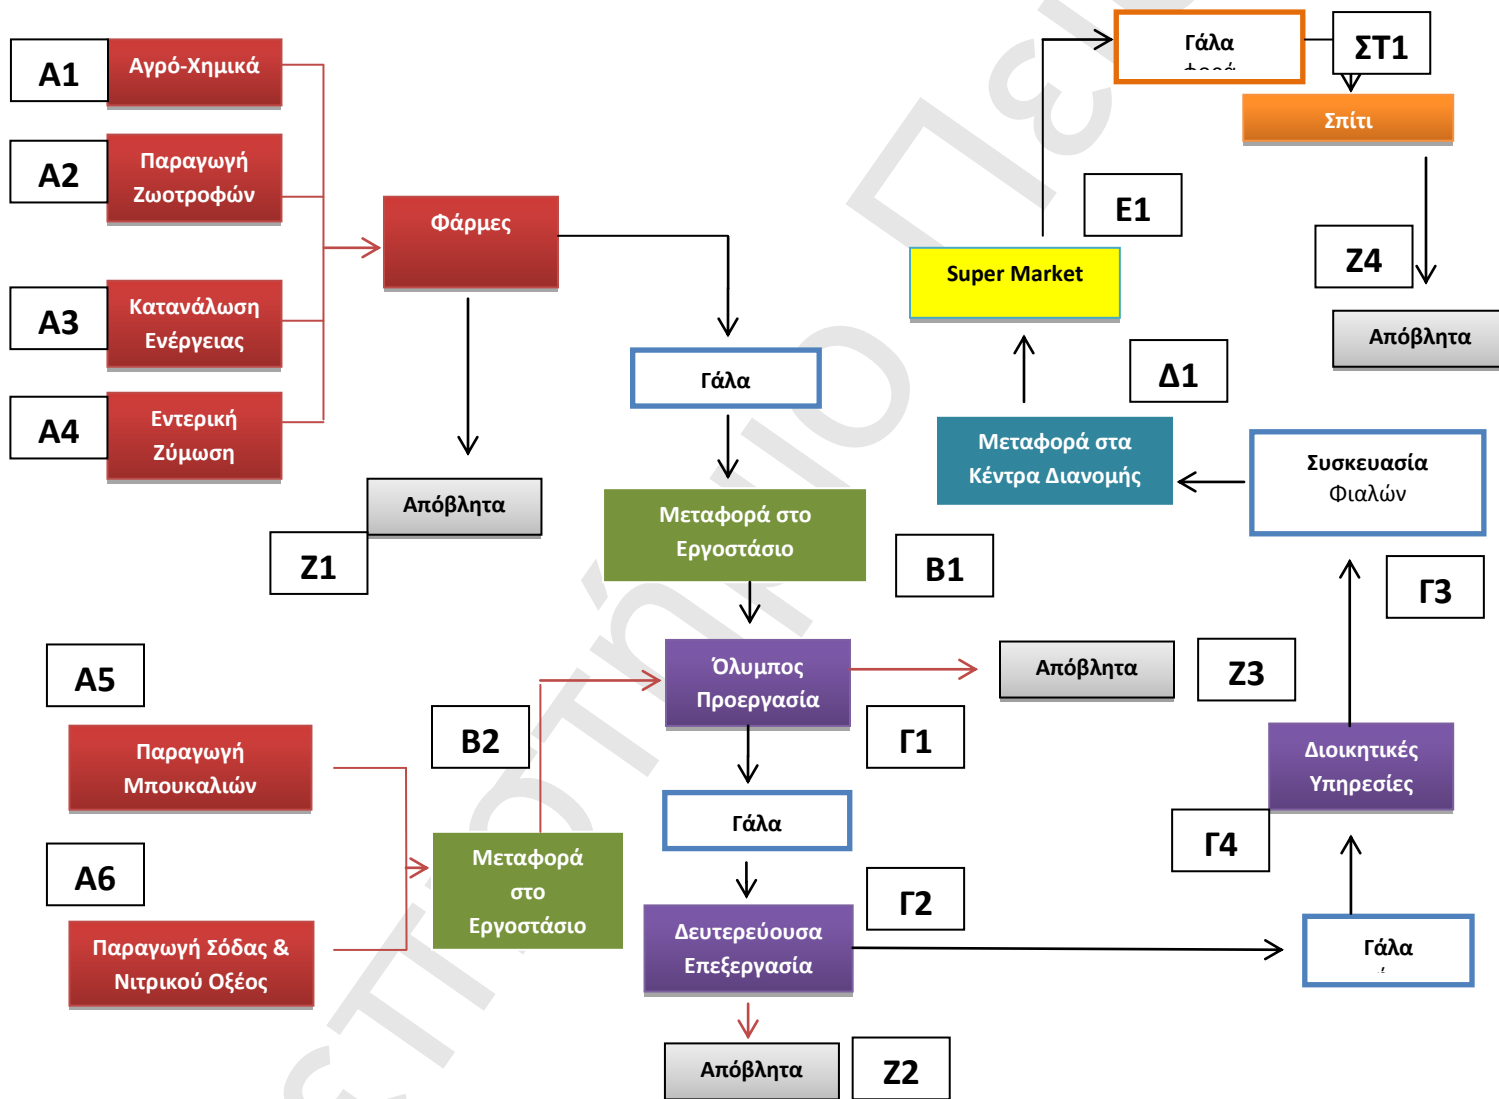 Α1
Αγρό-Χημικά
Α2
Παραγωγή
Ζωοτροφών
Α3
Κατανάλωση
Ενέργειας
Α4
Εντερική
Ζύμωση
Φάρμες
Απόβλητα
Ζ1
Γάλα
Μεταφορά στο
Εργοστάσιο
Β1
Α5
Παραγωγή
Μπουκαλιών
Α6
Παραγωγή Σόδας &
Νιτρικού Οξέος
Β2
Μεταφορά
στο
Εργοστάσιο
Όλυμπος
Προεργασία
Γ1
Απόβλητα
Ζ3
Γάλα
Δευτερεύουσα
Επεξεργασία
Γ2
Απόβλητα
Ζ2
Γάλα
Γ4
Διοικητικές
Υπηρεσίες
Γ3
Συσκευασία
Φιαλών
Μεταφορά στα
Κέντρα Διανομής
Δ1
Super Market
Ε1
Γάλα
ΣΤ1
Σπίτι
Ζ4
Απόβλητα